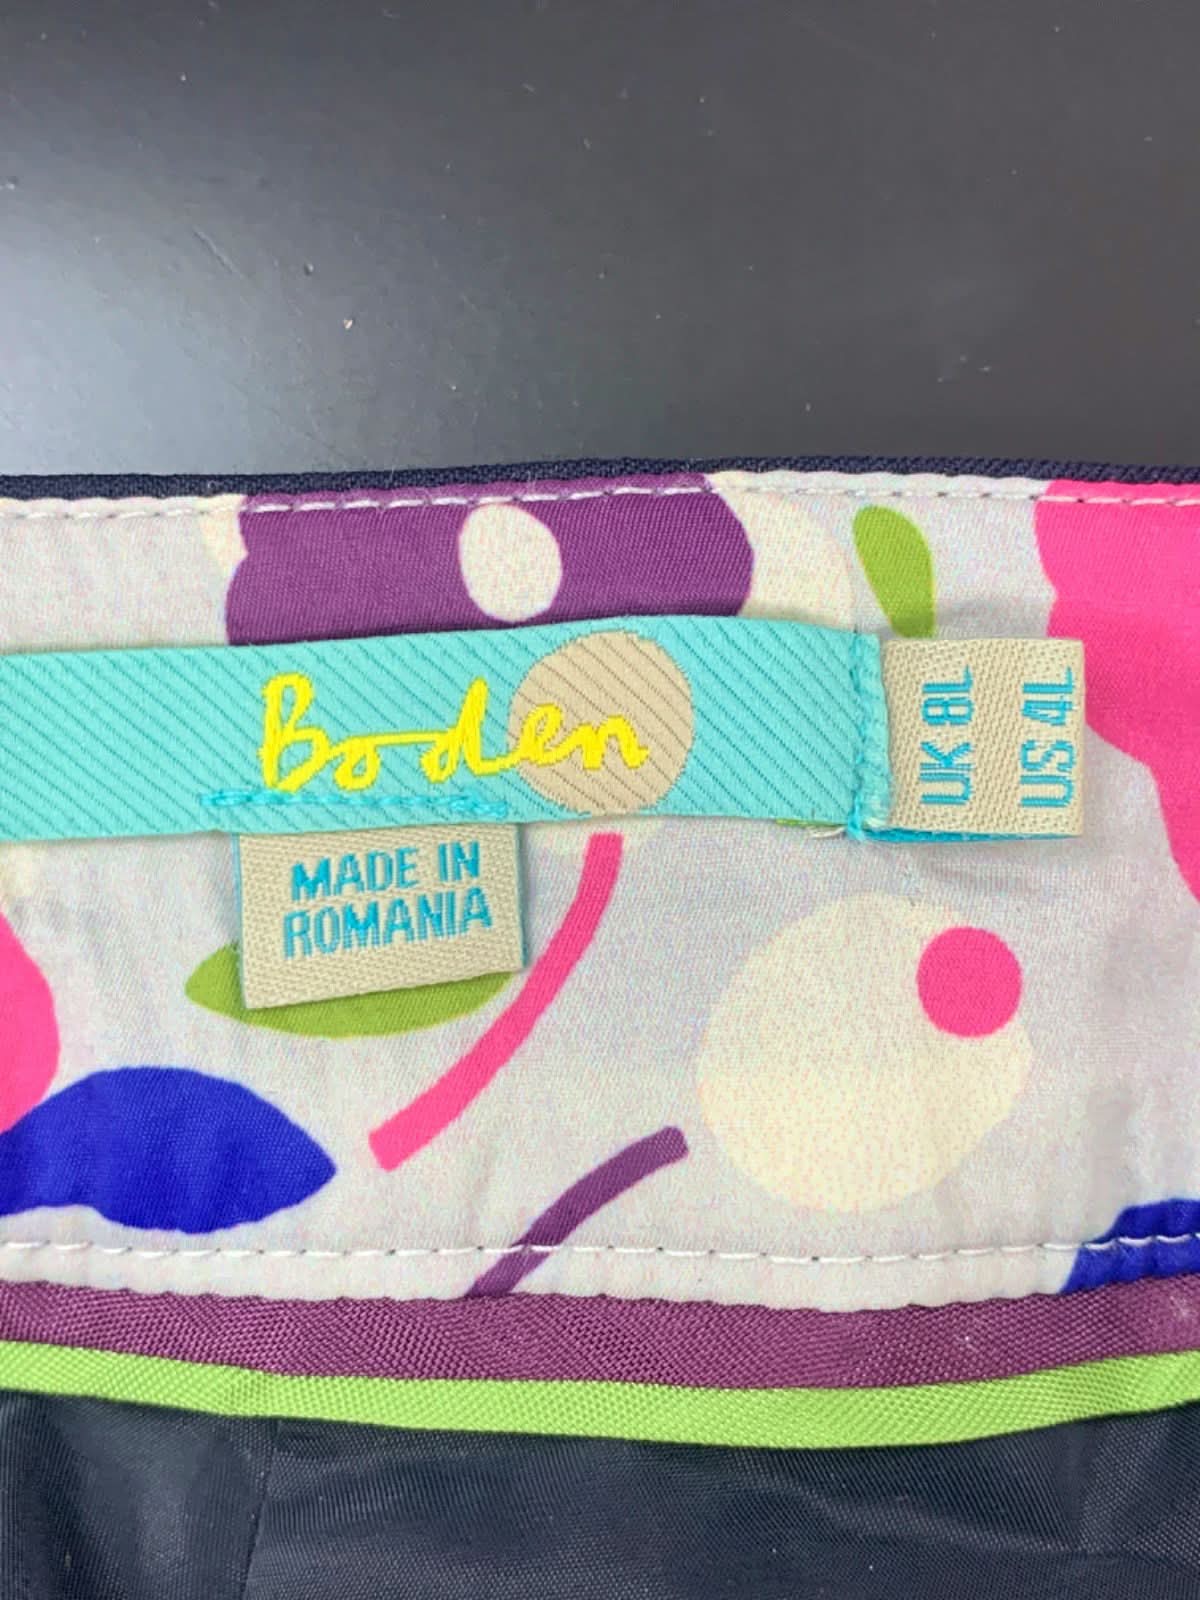 Boden
MADE IN
ROMANIA
UK 8L
US 4L